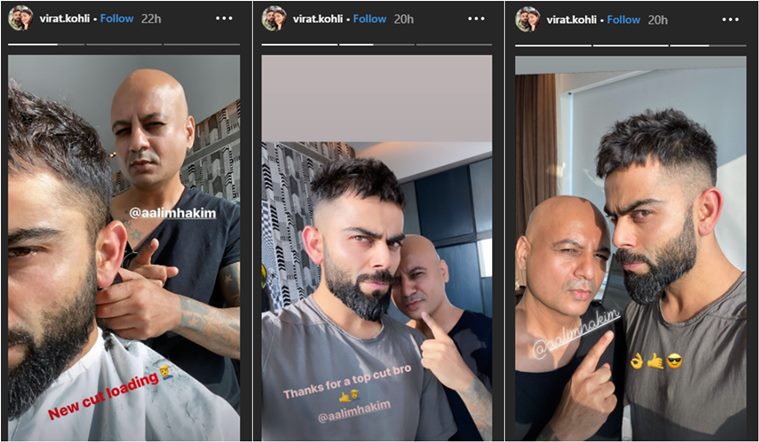 virat.kohli • Follow 22h
@aalimhakim
New cut loading
virat.kohli • Follow 20h
Thanks for a top cut bro
@aalimhakim
virat.kohli • Follow 20h
@aalimhakim